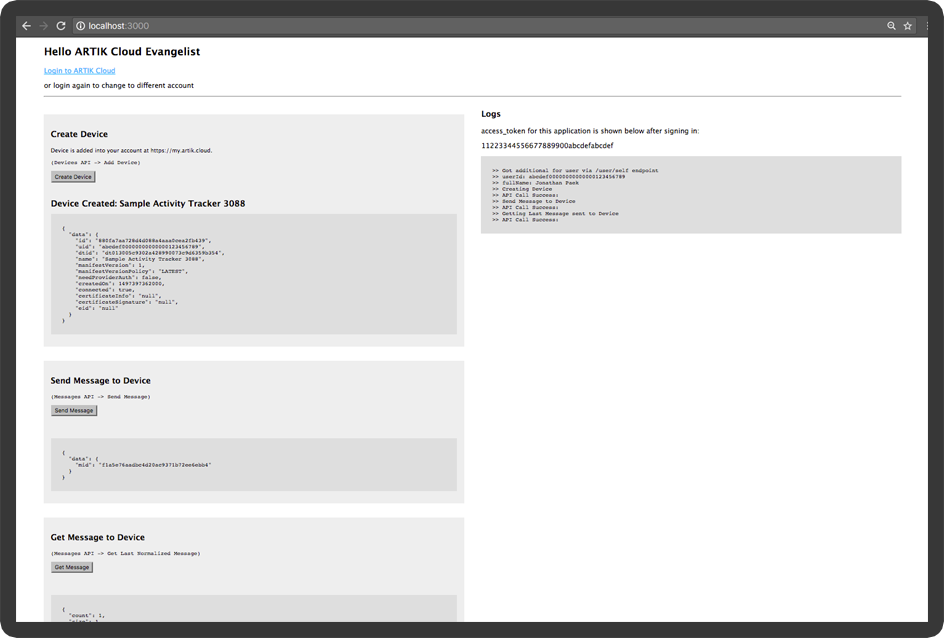 localhost:3000
Hello ARTIK Cloud Evangelist
Login to ARTIK Cloud
or login again to change to different account
Create Device
Device is added into your account at https://my.artik.cloud.
(Devices API -> Add Device)
Create Device
Device Created: Sample Activity Tracker 3088
{
"data": {
"id": "880fa7aa728d4d088a4aaa0cea2fb439",
"uid": "abcdef0000000000000123456789",
"dtid": "dt013005c9302a428990073c9d6359b354",
"name": "Sample Activity Tracker 3088",
"manifestVersion": 1,
"manifestVersionPolicy": "LATEST",
"needProviderAuth": false,
"createdOn": 1497397362000,
"connected": true,
"certificateInfo": "null",
"certificateSignature": "null",
"eid": "null"
}
}
Send Message to Device
(Messages API -> Send Message)
Send Message
{
"data": {
"mid": "f1a5e76aadbc4d20ae9371b72ee6ebb4"
}
}
Get Message to Device
(Messages API -> Get Last Normalized Message)
Get Message
{
"count": 1,
Logs
access_token for this application is shown below after signing in:
11223344556677889900abcdefabcdef
>> Got additional for user via /user/self endpoint
>> userId: abcdef0000000000000123456789
>> fullName: Jonathan Paek
>> Creating Device
>> API Call Success:
>> Send Message to Device
>> API Call Success:
>> Getting Last Message sent to Device
>> API Call Success: